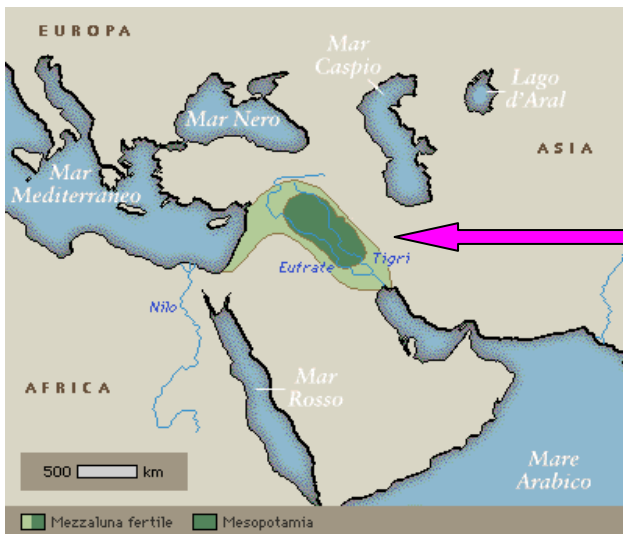 EUROPA
Mar
Caspio
Lago
d'Aral
Mar Nero
ASIA
Mar
Mediterraneo
Eufrate
Tigri
Nilo
AFRICA
Mar
Rosso
500 km
Mare
Arabico
Mezzaluna fertile
Mesopotamia